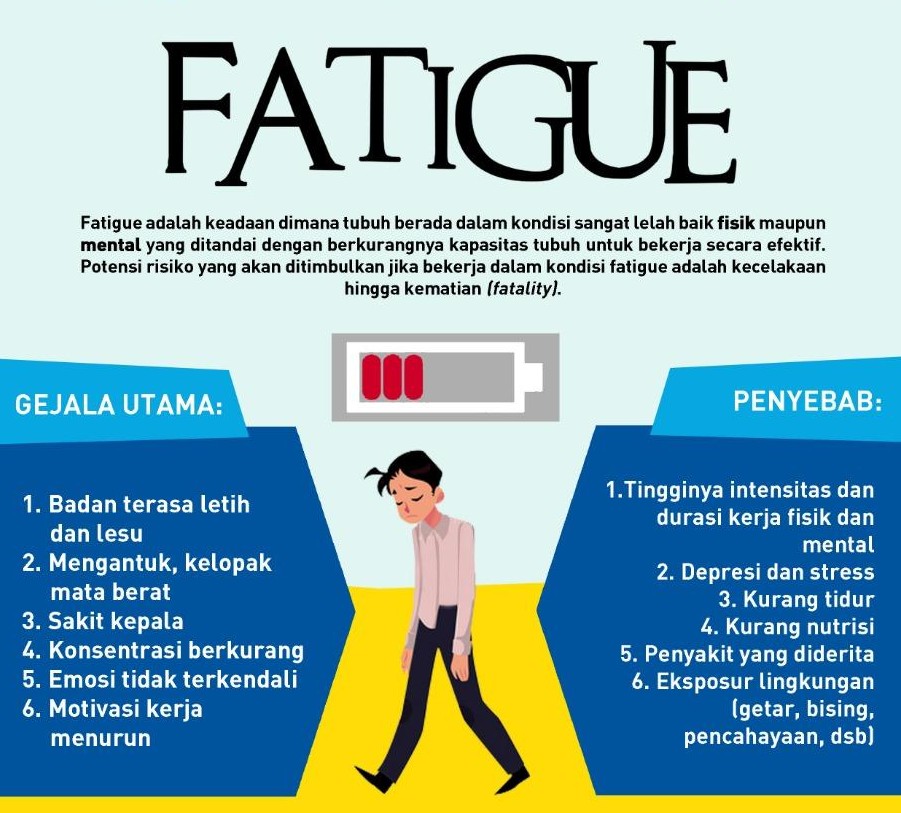 FATIGUE
Fatigue adalah keadaan dimana tubuh berada dalam kondisi sangat lelah baik fisik maupun
mental yang ditandai dengan berkurangnya kapasitas tubuh untuk bekerja secara efektif.
Potensi risiko yang akan ditimbulkan jika bekerja dalam kondisi fatigue adalah kecelakaan
hingga kematian (fatality).
GEJALA UTAMA:
1. Badan terasa letih
dan lesu
2. Mengantuk, kelopak
mata berat
3. Sakit kepala
4. Konsentrasi berkurang
5. Emosi tidak terkendali
6. Motivasi kerja
menurun
PENYEBAB:
1.Tingginya intensitas dan
durasi kerja fisik dan
mental
2. Depresi dan stress
3. Kurang tidur
4. Kurang nutrisi
5. Penyakit yang diderita
6. Eksposur lingkungan
(getar, bising,
pencahayaan, dsb)